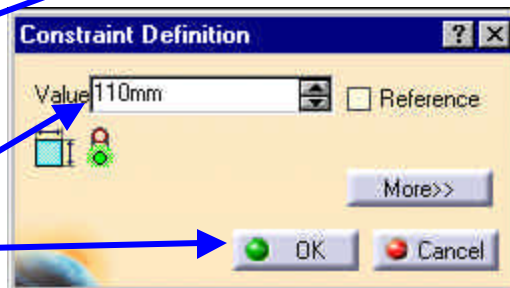 Constraint Definition ? ×
Value 110mm Reference
More>>
OK Cancel